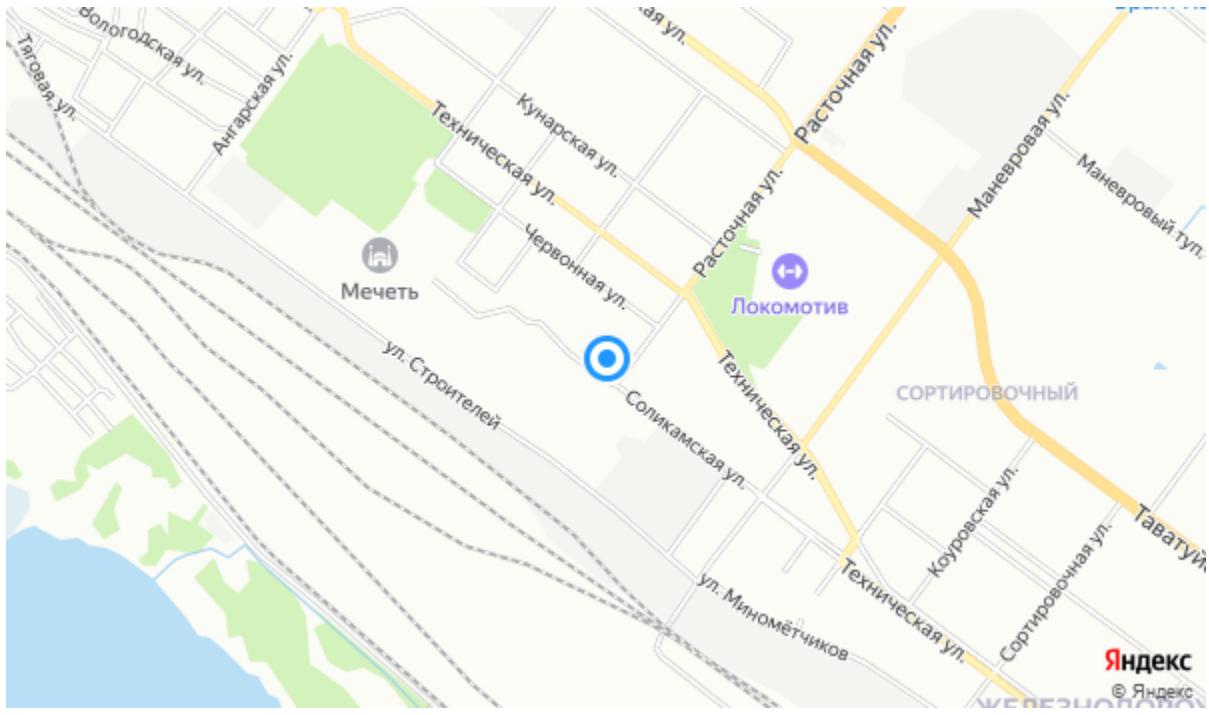 Вологодская ул.
Тяговая ул.
Ангарская ул.
Техническая ул.
Кунарская ул.
Расточная ул.
Маневровая ул.
Маневровый туп.
Расточная ул.
Червонная ул.
Мечеть
Локомотив
ул. Строителей
Техническая ул.
СОРТИРОВОЧНЫЙ
Соликамская ул.
Коуровская ул.
Таватуйс
Сортировочная ул.
ул. Миномётчиков
Техническая ул.
Яндекс
© Яндекс
ЖЕЛЕЗНОДОРОЖ